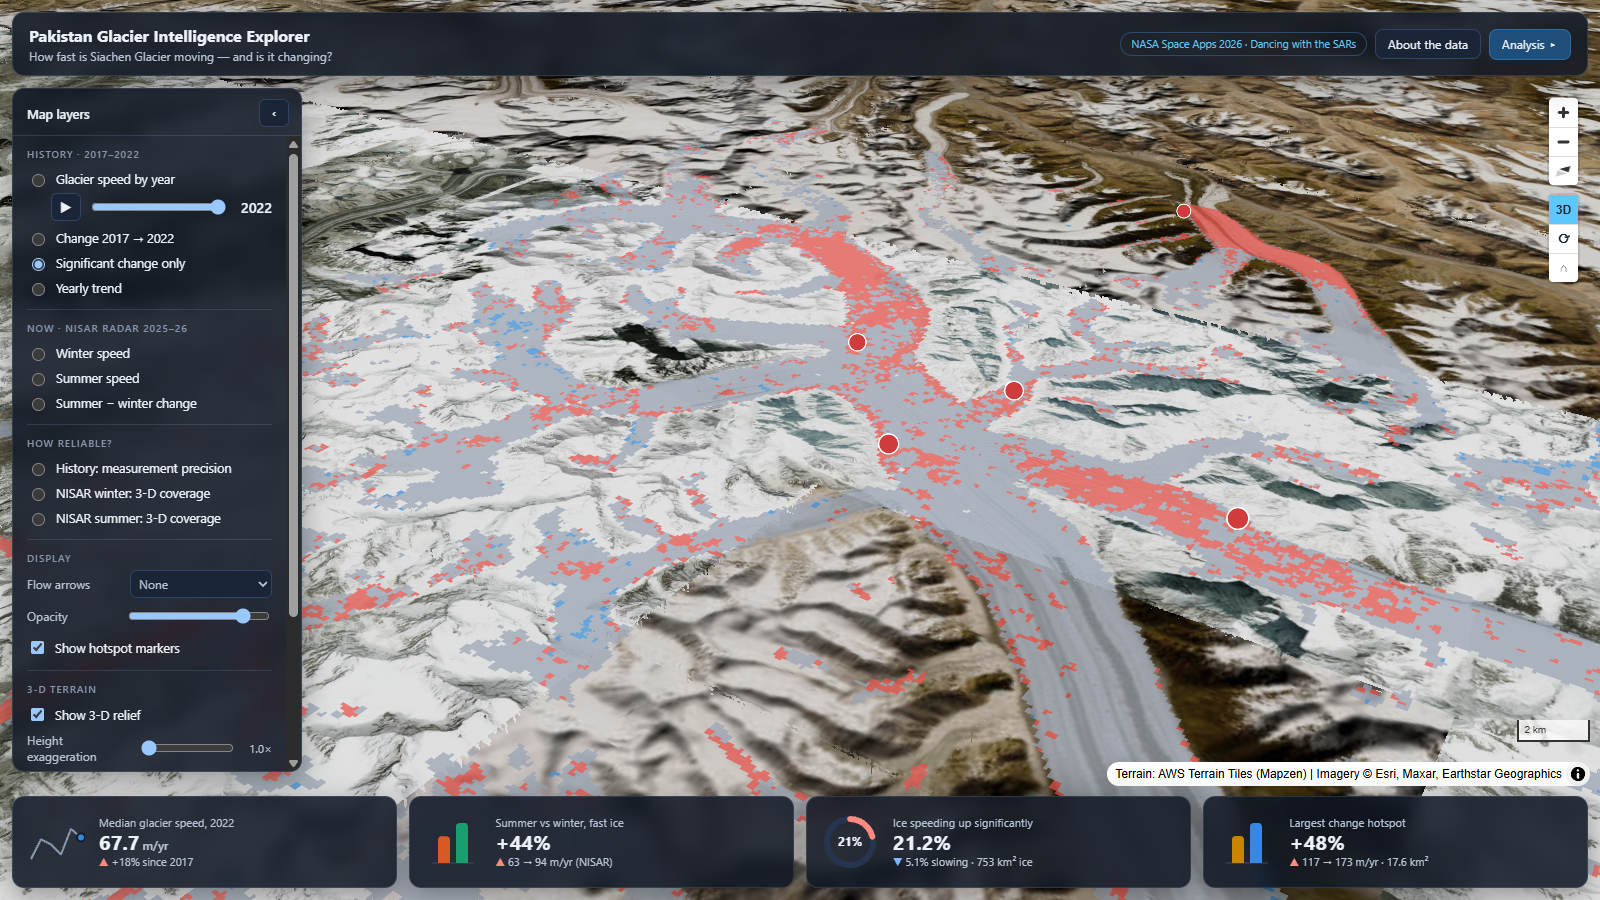 Pakistan Glacier Intelligence Explorer
How fast is Siachen Glacier moving — and is it changing?
NASA Space Apps 2026 · Dancing with the SARs
About the data
Analysis ▸
Map layers
‹
HISTORY · 2017–2022
Glacier speed by year
2022
Change 2017 → 2022
Significant change only
Yearly trend
NOW · NISAR RADAR 2025–26
Winter speed
Summer speed
Summer − winter change
HOW RELIABLE?
History: measurement precision
NISAR winter: 3-D coverage
NISAR summer: 3-D coverage
DISPLAY
Flow arrows
None
Opacity
Show hotspot markers
3-D TERRAIN
Show 3-D relief
Height
exaggeration
1.0×
+
−
3D
2 km
Terrain: AWS Terrain Tiles (Mapzen) | Imagery © Esri, Maxar, Earthstar Geographics
Median glacier speed, 2022
67.7 m/yr
▲ +18% since 2017
Summer vs winter, fast ice
+44%
▲ 63 → 94 m/yr (NISAR)
21%
Ice speeding up significantly
21.2%
▼ 5.1% slowing · 753 km² ice
Largest change hotspot
+48%
▲ 117 → 173 m/yr · 17.6 km²